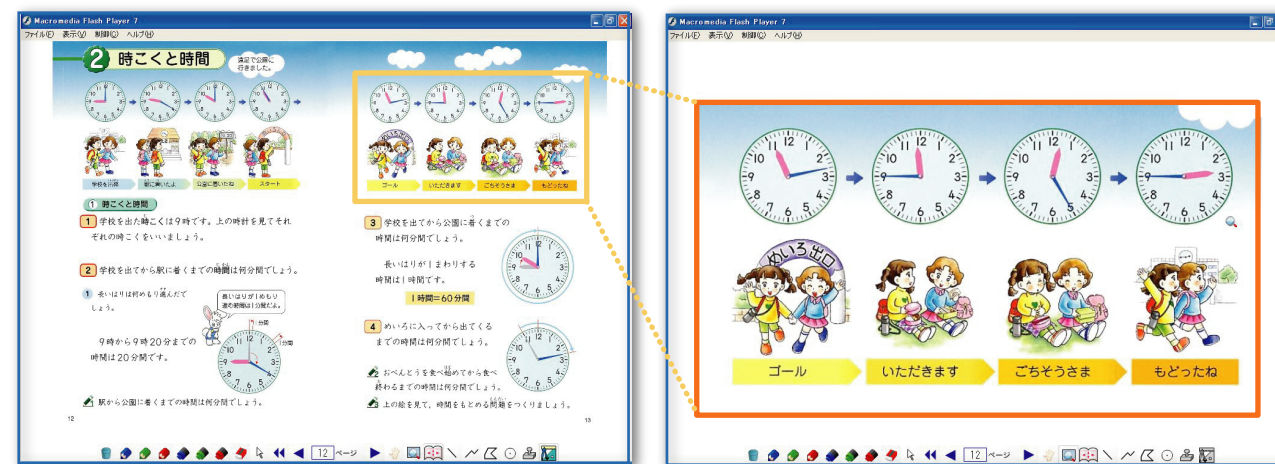 Macromedia Flash Player 7
ファイル(F) 表示(V) 制御(C) ヘルプ(H)
2 時こくと時間
遠足で公園に
行きました。
学校を出発 駅に着いたよ 公園に着いたね スタート
ゴール いただきます ごちそうさま もどったね
1 時こくと時間
1 学校を出た時こくは9時です。上の時計を見てそれ
ぞれの時こくをいいましょう。
2 学校を出てから駅に着くまでの時間は何分間でしょう。
1 長いはりは何めもり進んだで
しょう。
長いはりが1めもり
進む時間は1分間だよ。
1分間
9時から9時20分までの
時間は20分間です。
駅から公園に着くまでの時間は何分間でしょう。
12
3 学校を出てから公園に着くまでの
時間は何分間でしょう。
長いはりが1まわりする
時間は1時間です。
1時間=60分間
4 めいろに入ってから出てくる
までの時間は何分間でしょう。
おべんとうを食べ始めてから食べ
終わるまでの時間は何分間でしょう。
上の絵を見て、時間をもとめる問題をつくりましょう。
13
12 ページ
Macromedia Flash Player 7
ファイル(F) 表示(V) 制御(C) ヘルプ(H)
めいろ出口
ゴール いただきます ごちそうさま もどったね
12 ページ